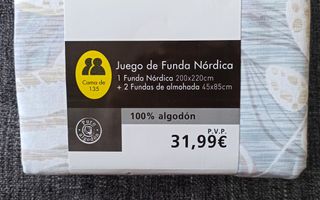 Juego de Funda Nórdica
1 Funda Nórdica 200x220cm
+ 2 Fundas de almohada 45x85cm
Cama de
135
100% algodón
P.V.P.
31,99€